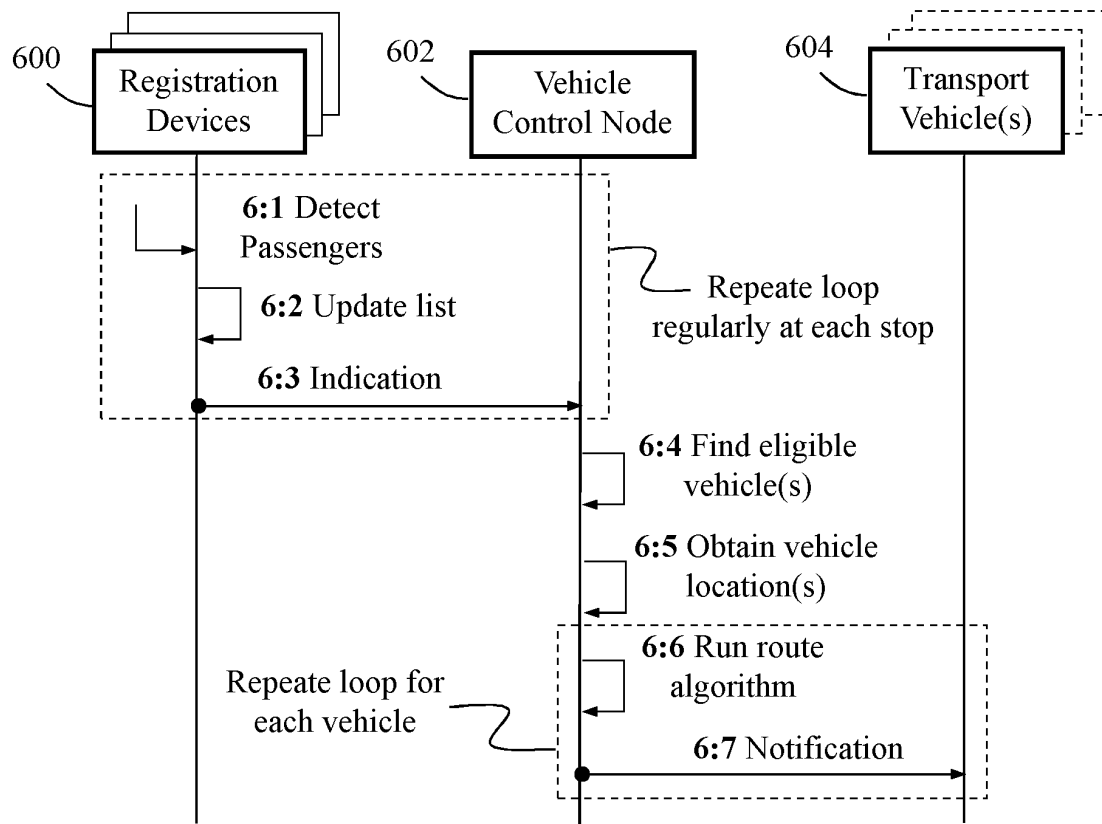 600
Registration
Devices
602
Vehicle
Control Node
604
Transport
Vehicle(s)
6:1 Detect
Passengers
6:2 Update list
6:3 Indication
Repeate loop
regularly at each stop
6:4 Find eligible
vehicle(s)
6:5 Obtain vehicle
location(s)
6:6 Run route
algorithm
Repeate loop for
each vehicle
6:7 Notification